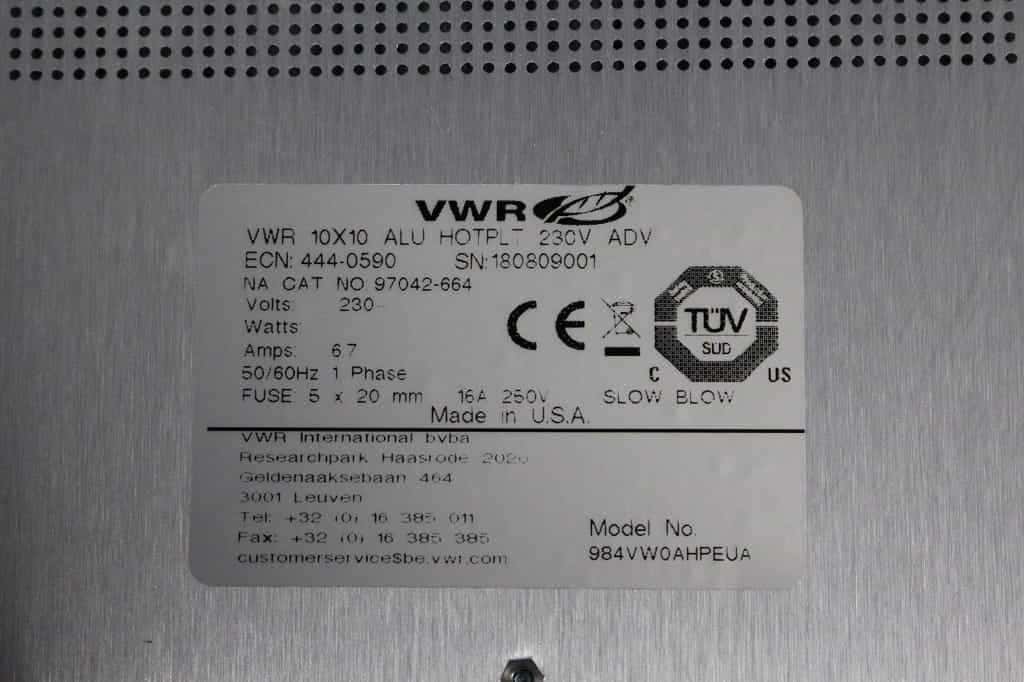 VWR
VWR 10X10 ALU HOTPLT 230V ADV
ECN: 444-0590 SN:180809001
NA CAT NO 97042-664
Volts: 230~
Watts:
Amps: 6.7
50/60Hz 1 Phase
FUSE: 5 x 20 mm 16A 250V SLOW BLOW
Made in U.S.A.
CE
TÜV
SÜD
C US
VWR International bvba
Researchpark Haasrode 2020
Geldenaaksebaan 464
3001 Leuven
Tel: +32 (0) 16 385 011
Fax: +32 (0) 16 385 385
customerservice$be.vwr.com
Model No.
984VW0AHPEUA